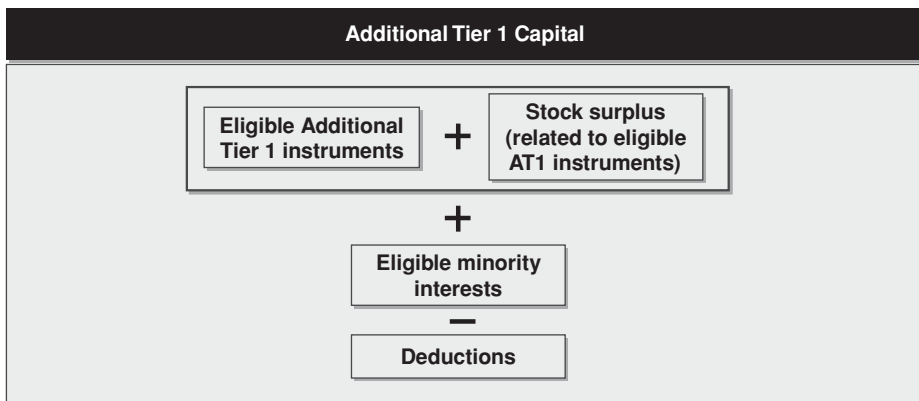 Additional Tier 1 Capital
Eligible Additional
Tier 1 instruments
+
Stock surplus
(related to eligible
AT1 instruments)
+
Eligible minority
interests
–
Deductions